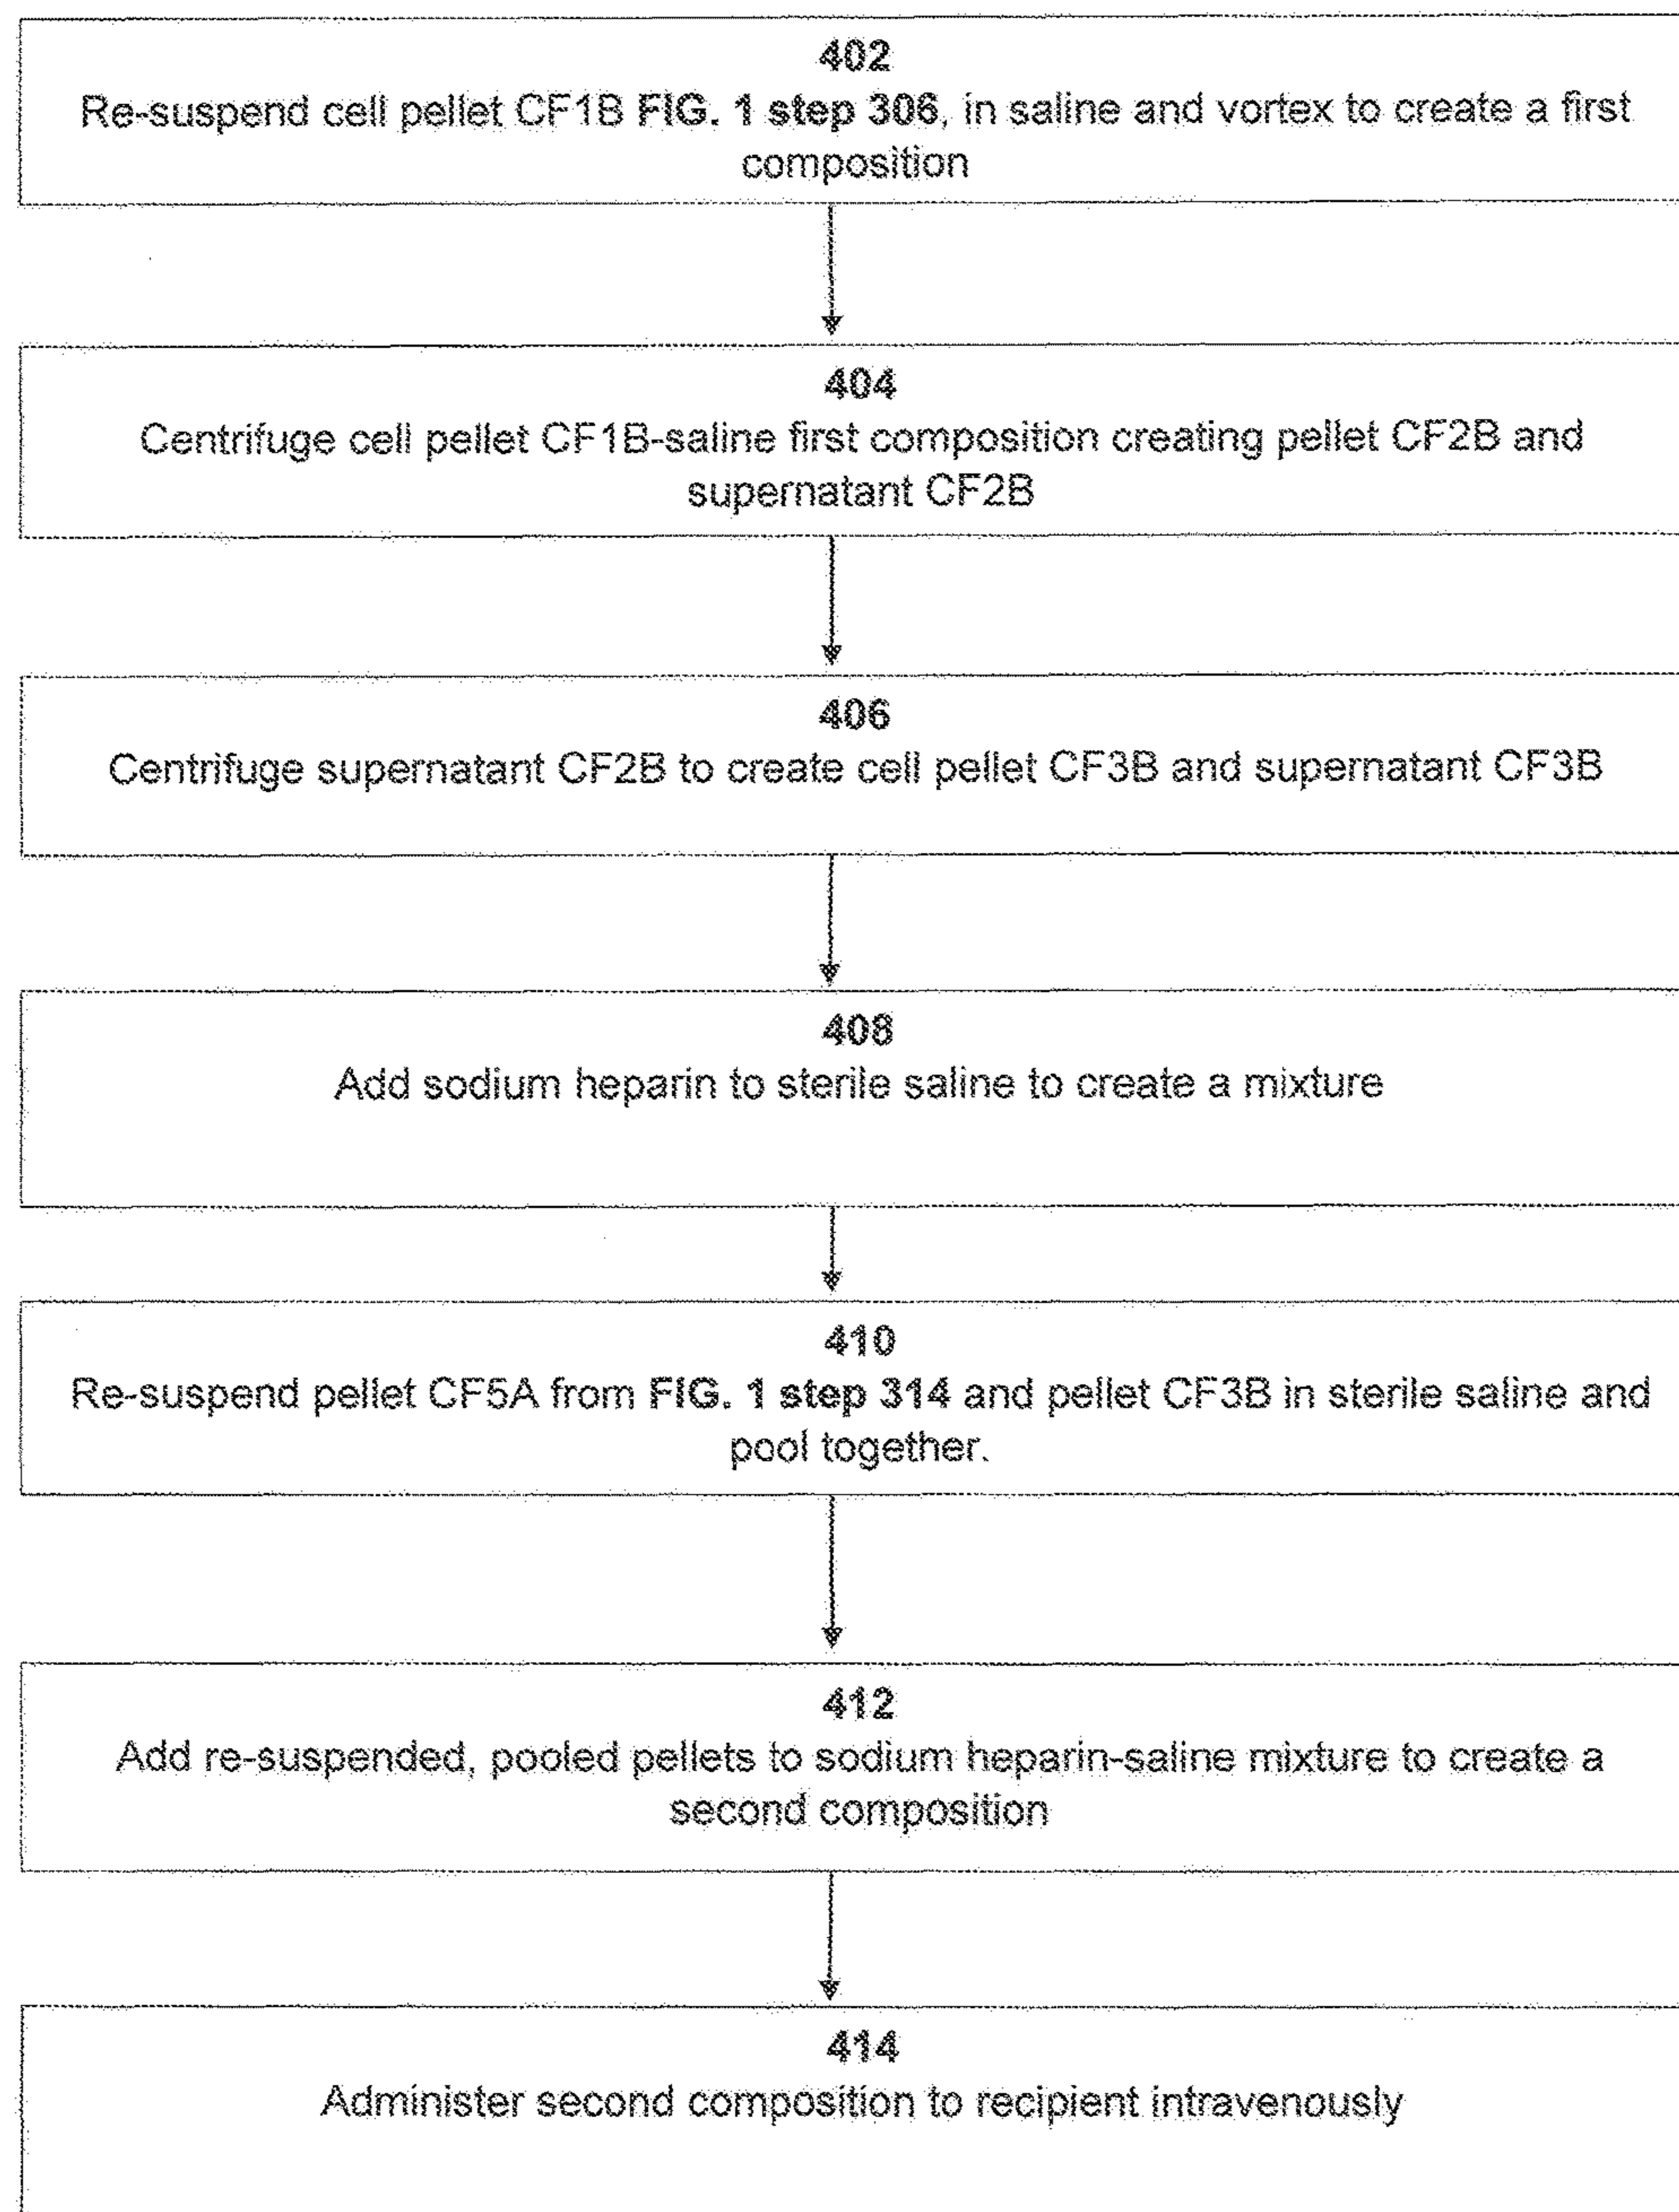 402
Re-suspend cell pellet CF1B FIG. 1 step 306, in saline and vortex to create a first
composition
404
Centrifuge cell pellet CF1B-saline first composition creating pellet CF2B and
supernatant CF2B
406
Centrifuge supernatant CF2B to create cell pellet CF3B and supernatant CF3B
408
Add sodium heparin to sterile saline to create a mixture
410
Re-suspend pellet CF5A from FIG. 1 step 314 and pellet CF3B in sterile saline and
pool together.
412
Add re-suspended, pooled pellets to sodium heparin-saline mixture to create a
second composition
414
Administer second composition to recipient intravenously